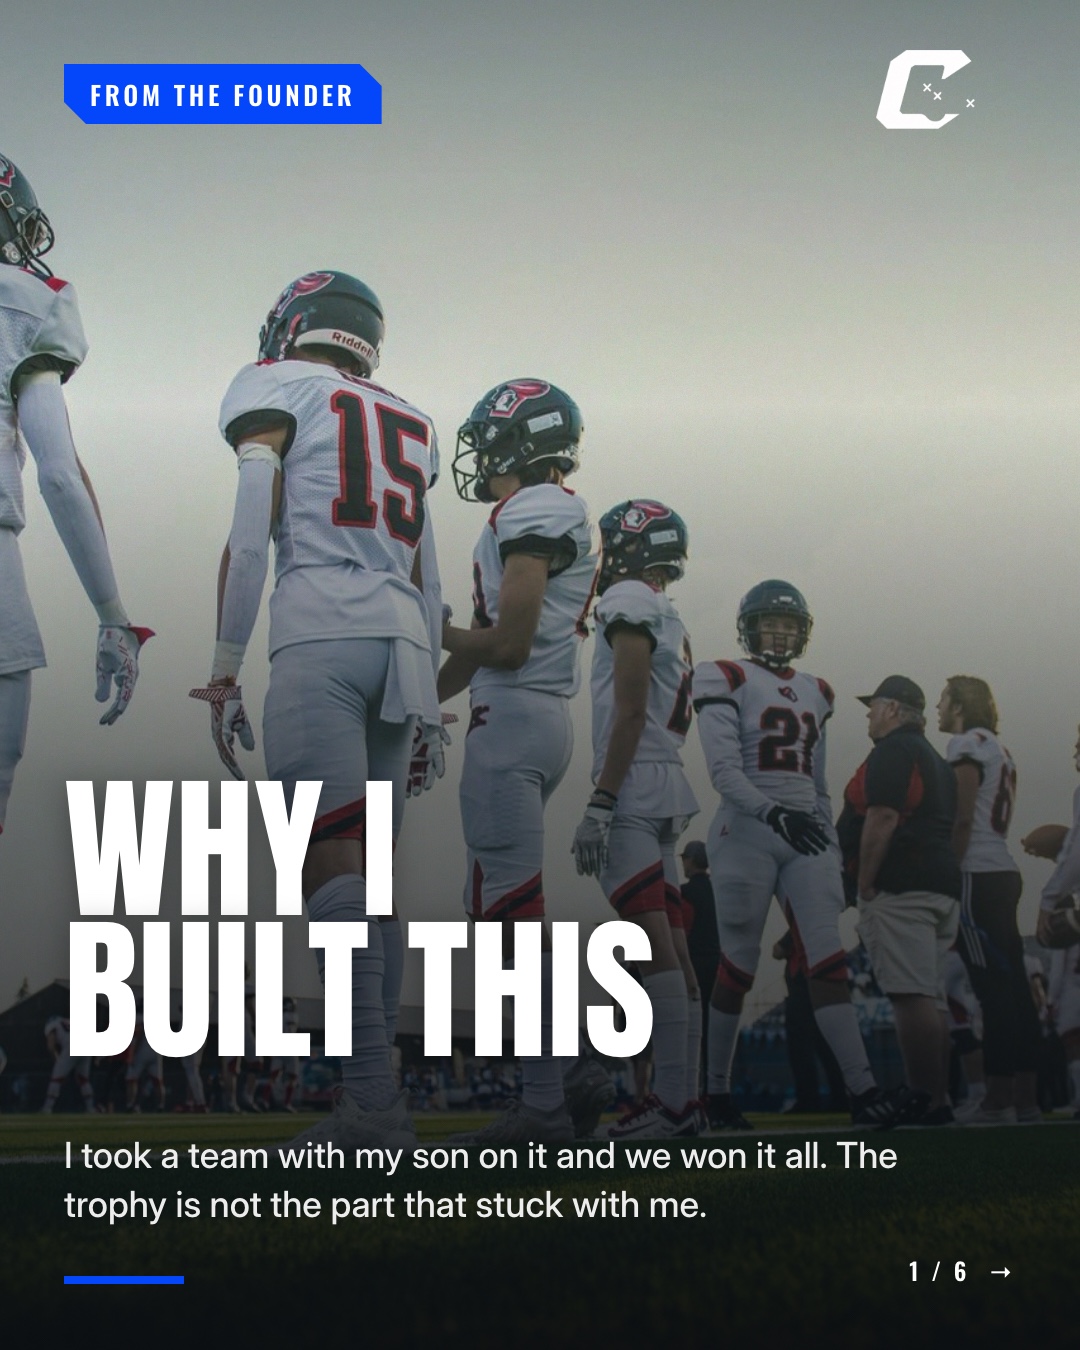 FROM THE FOUNDER
Riddell
15
21
WHY I
BUILT THIS
I took a team with my son on it and we won it all. The
trophy is not the part that stuck with me.
1 / 6 →